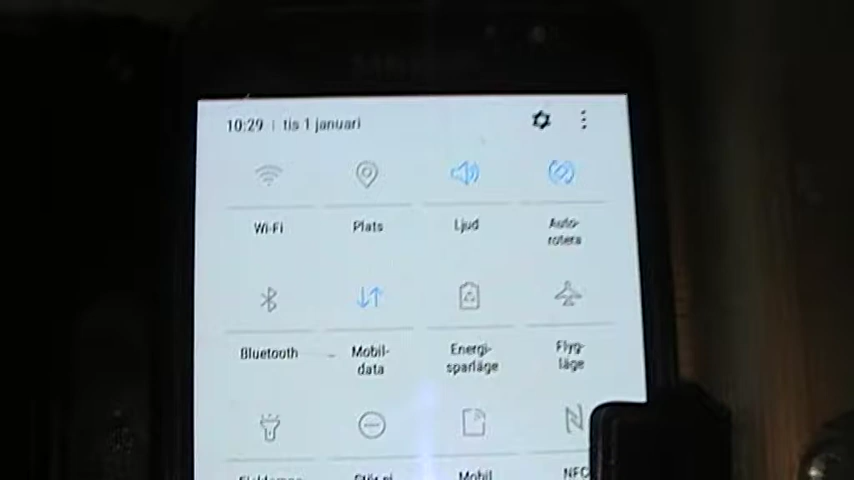 10:29 | tis 1 januari
Wi-Fi
Plats
Ljud
Auto-
rotera
Bluetooth
Mobil-
data
Energi-
sparläge
Flyg-
läge
Mobil
NFC